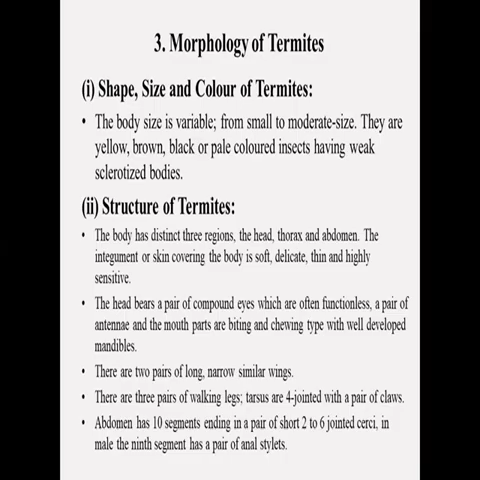 3. Morphology of Termites
(i) Shape, Size and Colour of Termites:
• The body size is variable; from small to moderate-size. They are
yellow, brown, black or pale coloured insects having weak
sclerotized bodies.
(ii) Structure of Termites:
• The body has distinct three regions, the head, thorax and abdomen. The
integument or skin covering the body is soft, delicate, thin and highly
sensitive.
• The head bears a pair of compound eyes which are often functionless, a pair of
antennae and the mouth parts are biting and chewing type with well developed
mandibles.
• There are two pairs of long, narrow similar wings.
• There are three pairs of walking legs; tarsus are 4-jointed with a pair of claws.
• Abdomen has 10 segments ending in a pair of short 2 to 6 jointed cerci, in
male the ninth segment has a pair of anal stylets.